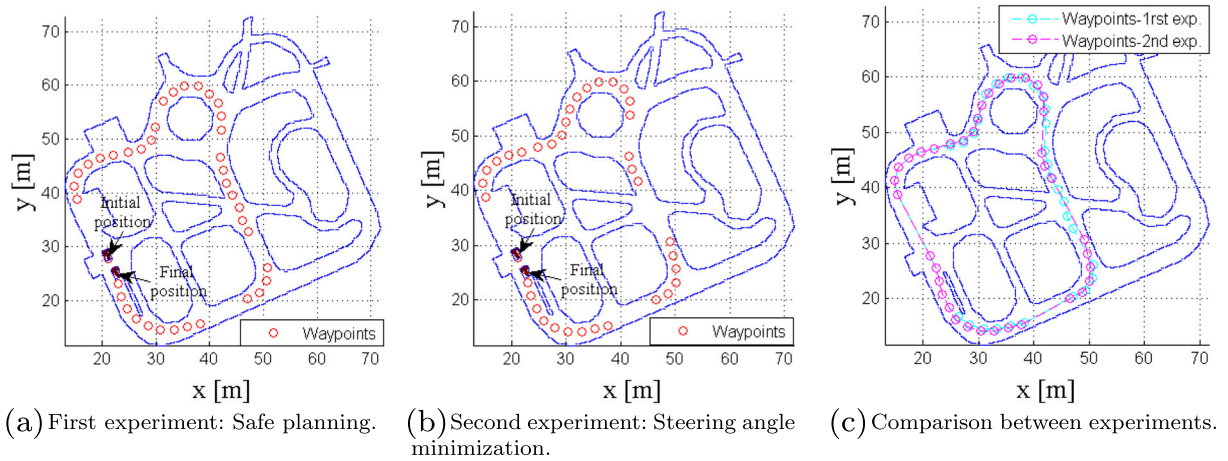 70
60
50
40
30
20
y [m]
20 30 40 50 60 70
x [m]
Initial
position
Final
position
Waypoints
(a) First experiment: Safe planning.
70
60
50
40
30
20
y [m]
20 30 40 50 60 70
x [m]
Initial
position
Final
position
Waypoints
(b) Second experiment: Steering angle
minimization.
Waypoints-1rst exp.
Waypoints-2nd exp.
70
60
50
40
30
20
y [m]
20 30 40 50 60 70
x [m]
(c) Comparison between experiments.